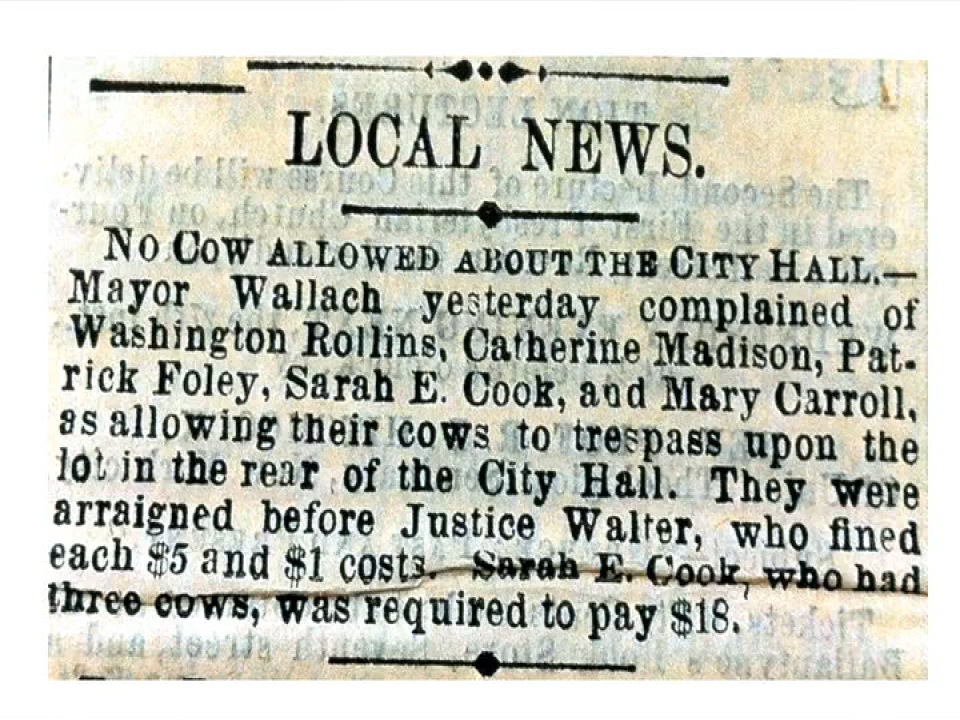 LOCAL NEWS.
NO COW ALLOWED ABOUT THE CITY HALL.—
Mayor Wallach yesterday complained of
Washington Rollins, Catherine Madison, Pat-
rick Foley, Sarah E. Cook, and Mary Carroll,
as allowing their cows to trespass upon the
lot in the rear of the City Hall. They were
arraigned before Justice Walter, who fined
each $5 and $1 costs. Sarah E. Cook, who had
three cows, was required to pay $18.